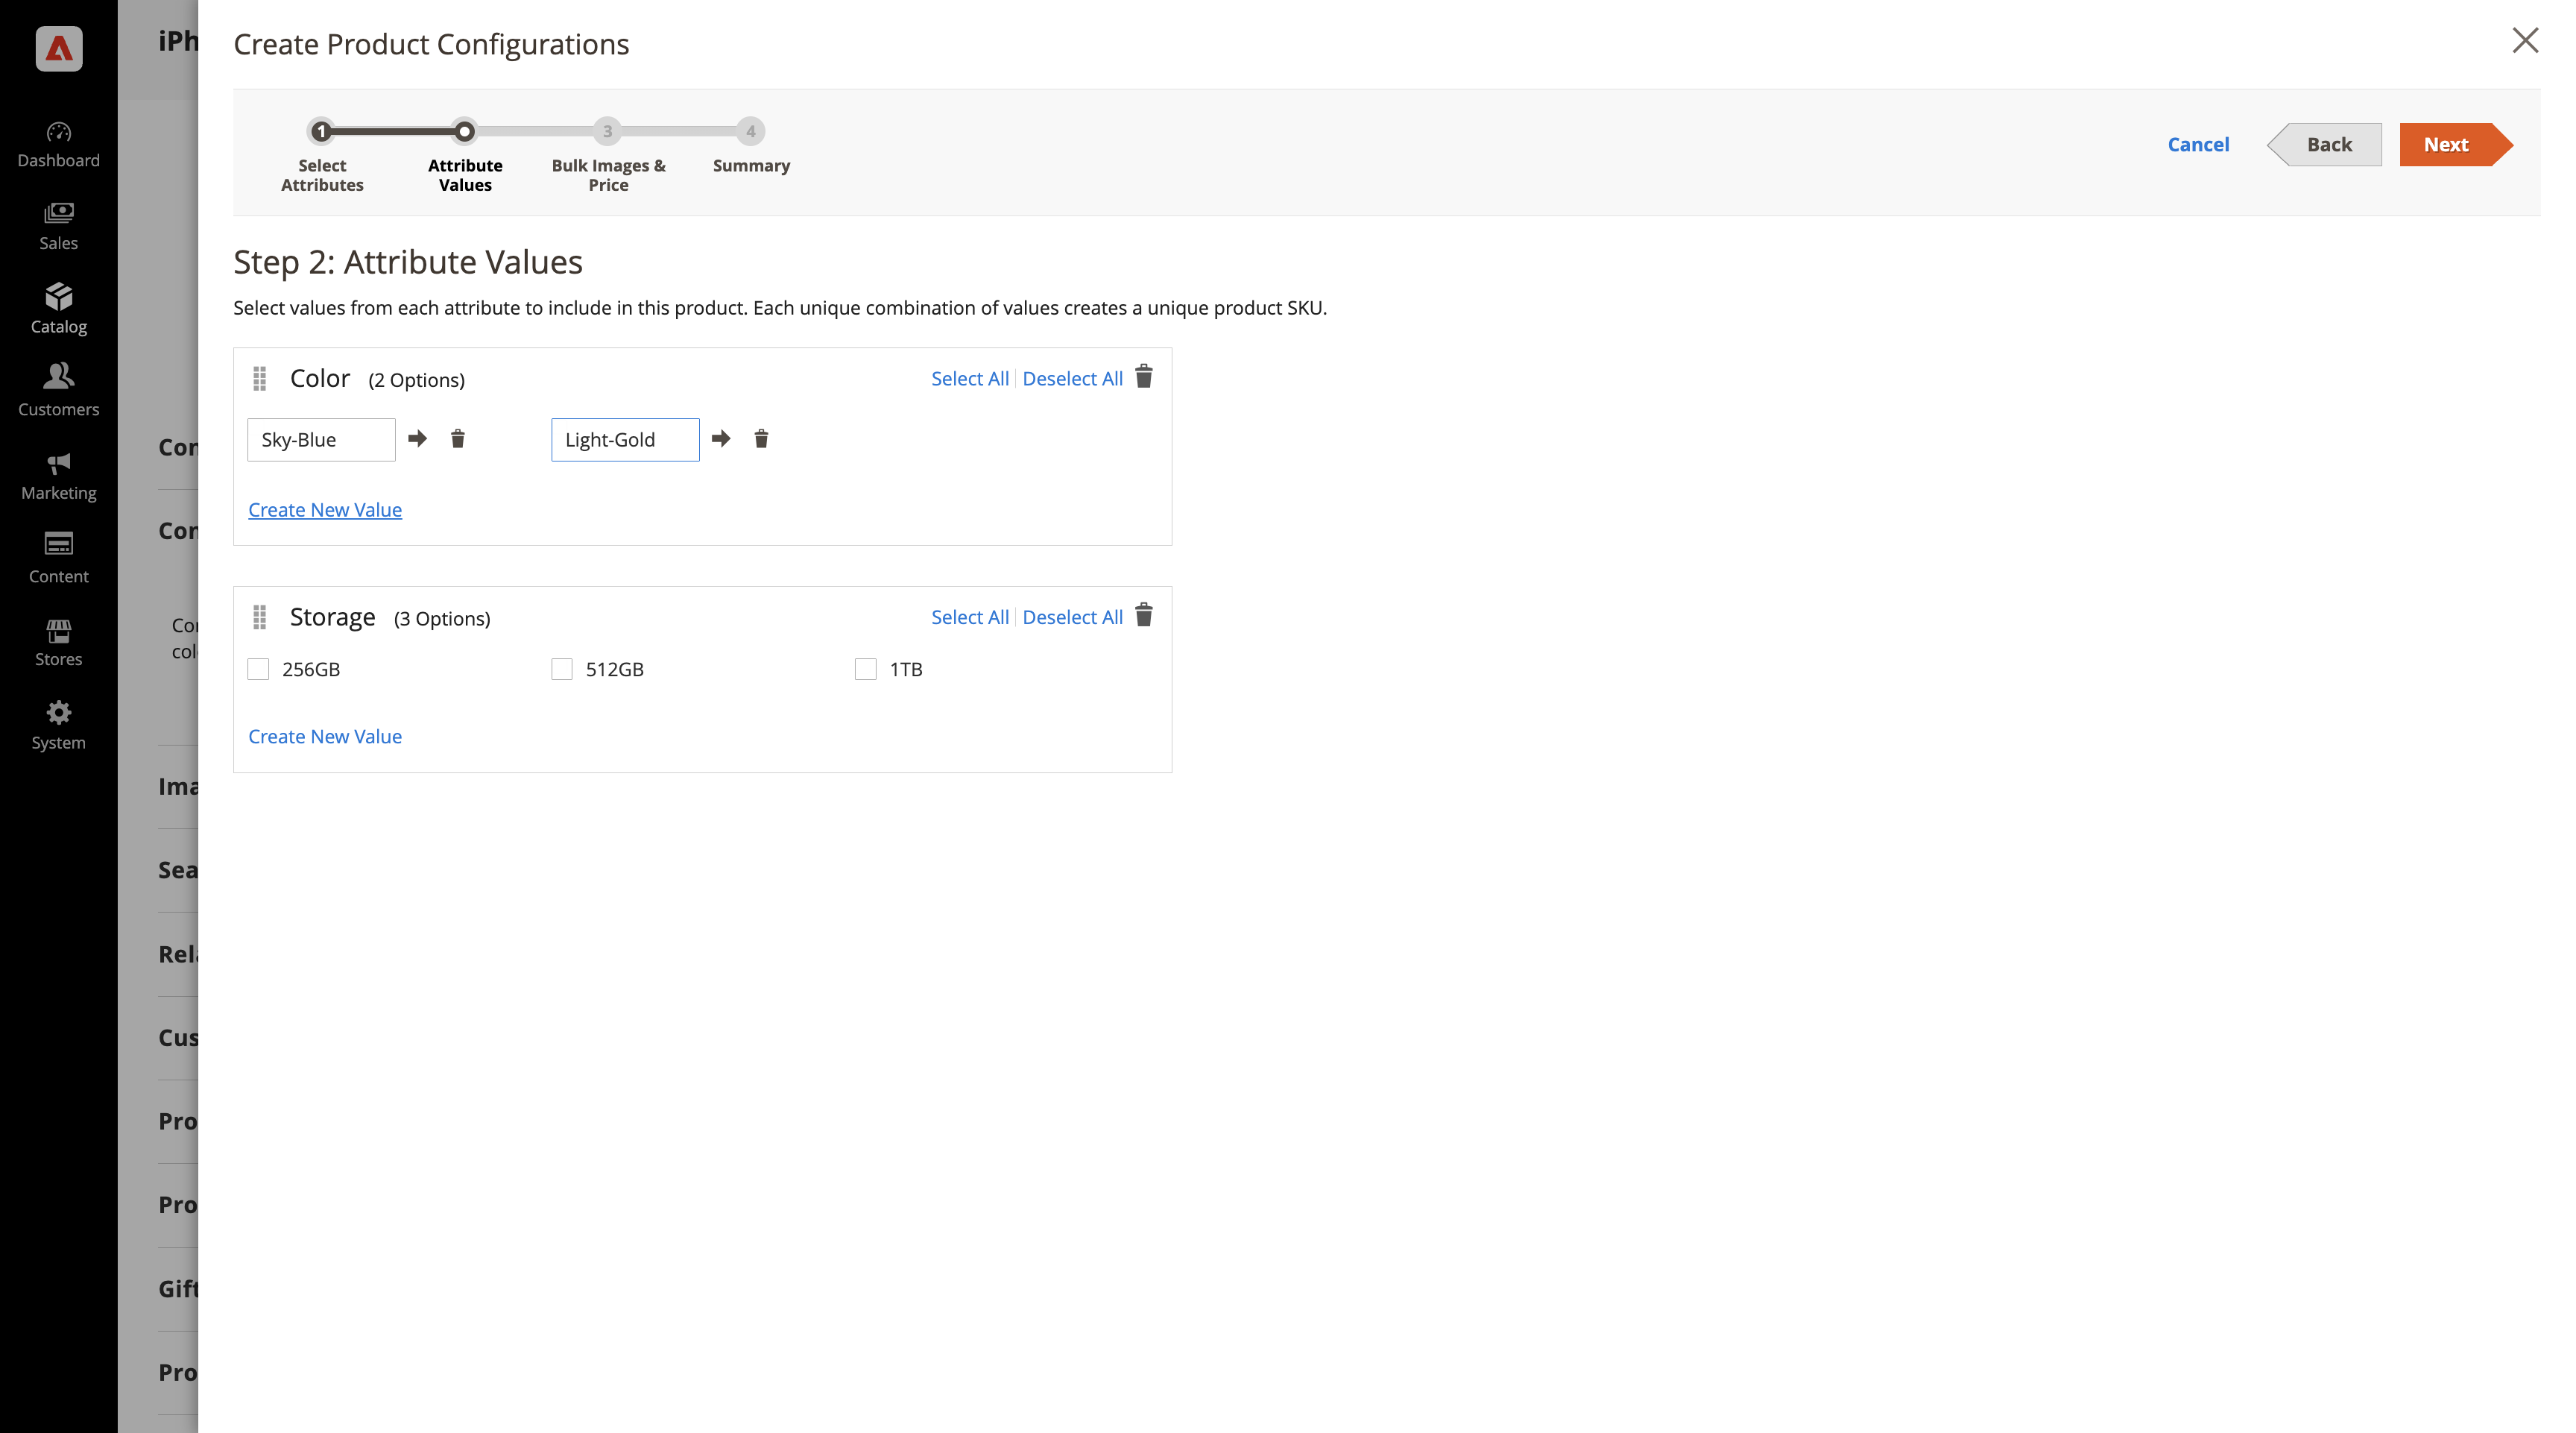 iPh
Create Product Configurations
1
3
4
Select
Attributes
Attribute
Values
Bulk Images &
Price
Summary
Cancel
Back
Next
Dashboard
Sales
Catalog
Customers
Marketing
Content
Stores
System
Step 2: Attribute Values
Select values from each attribute to include in this product. Each unique combination of values creates a unique product SKU.
Color (2 Options)
Select All
Deselect All
Sky-Blue
Light-Gold
Create New Value
Storage (3 Options)
Select All
Deselect All
256GB
512GB
1TB
Create New Value
Con
Con
Co
col
Ima
Sea
Rel
Cus
Pro
Pro
Gift
Pro